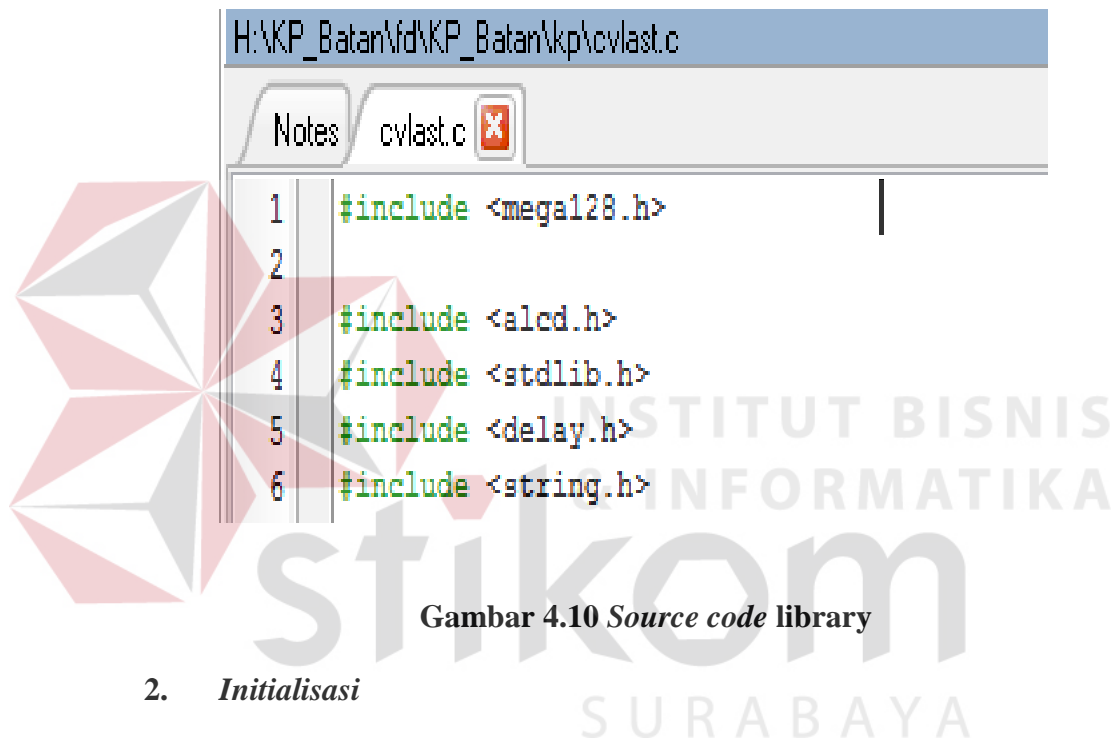 H:\KP_Batan\fd\KP_Batan\kp\cvlast.c
Notes cvlast.c
1 #include <mega128.h>
2
3 #include <alcd.h>
4 #include <stdlib.h>
5 #include <delay.h>
6 #include <string.h>
INSTITUT BISNIS
& INFORMATIKA
stikom
SURABAYA
Gambar 4.10 Source code library
2. Initialisasi